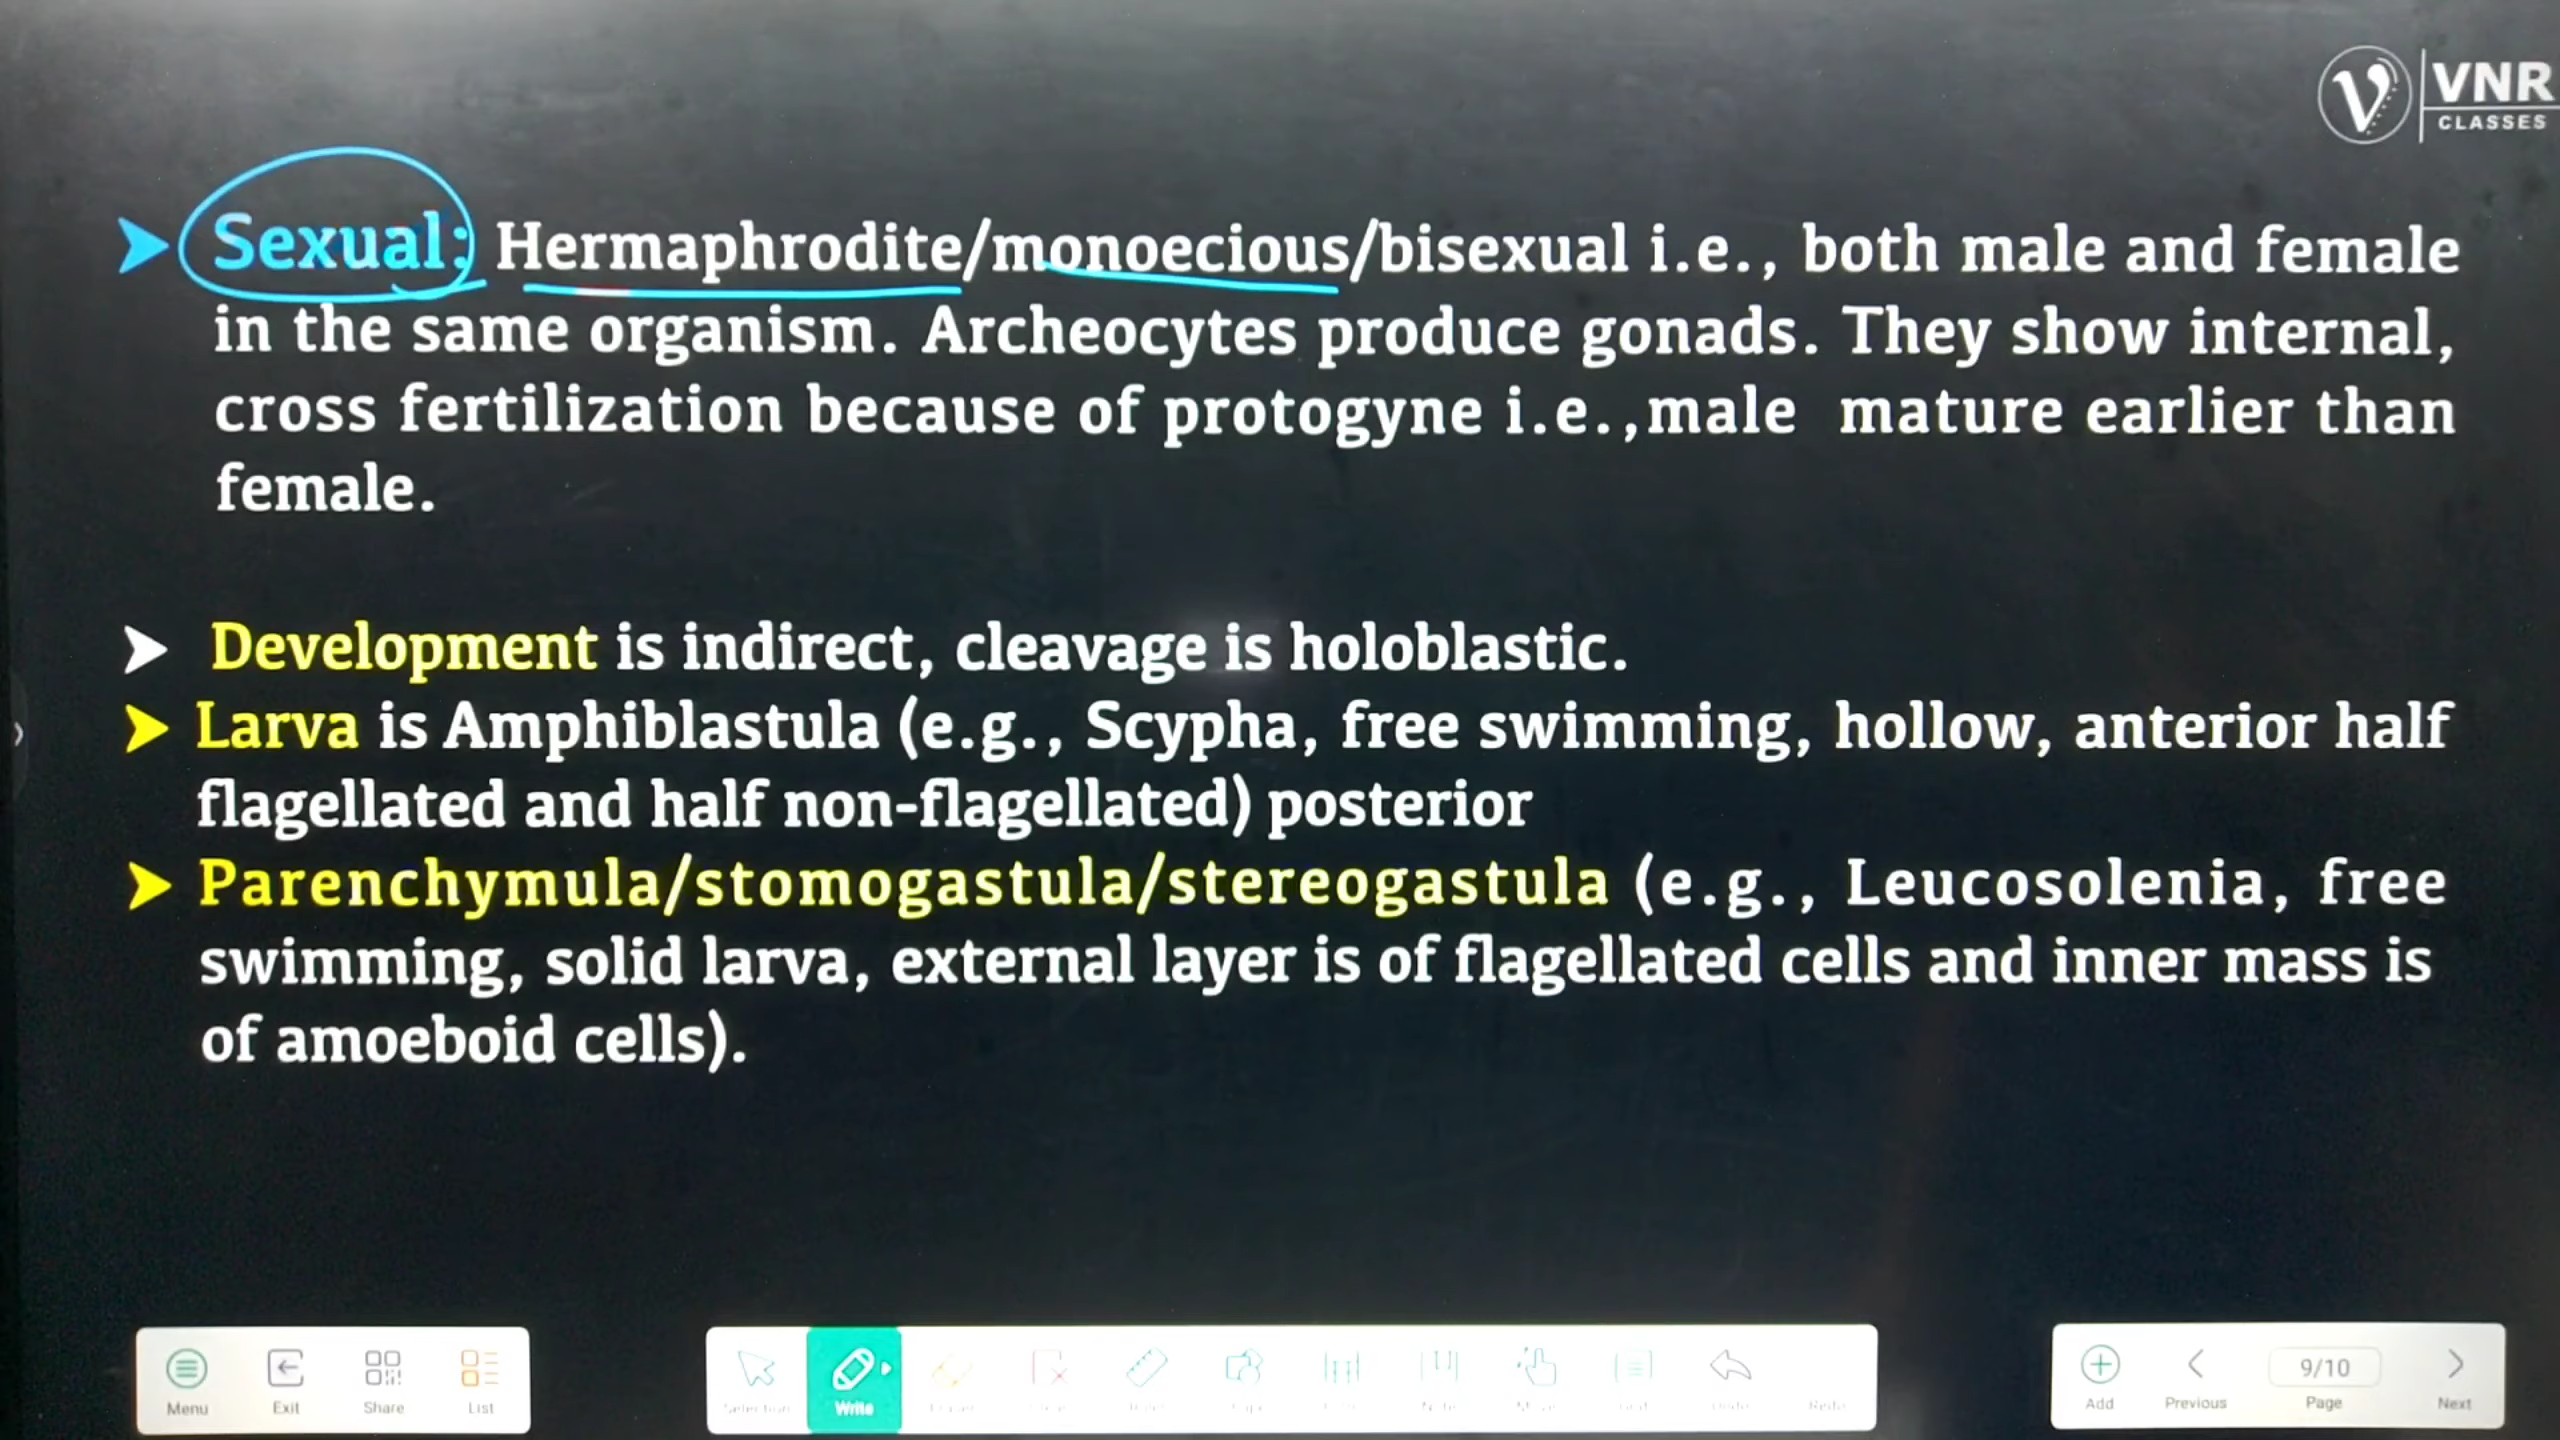 VNR
CLASSES
Sexual: Hermaphrodite/monoecious/bisexual i.e., both male and female
in the same organism. Archeocytes produce gonads. They show internal,
cross fertilization because of protogyne i.e.,male mature earlier than
female.
Development is indirect, cleavage is holoblastic.
Larva is Amphiblastula (e.g., Scypha, free swimming, hollow, anterior half
flagellated and half non-flagellated) posterior
Parenchymula/stomogastula/stereogastula (e.g., Leucosolenia, free
swimming, solid larva, external layer is of flagellated cells and inner mass is
of amoeboid cells).
Menu Exit Share List Selection Write Undo Redo Add Previous 9/10 Page Next